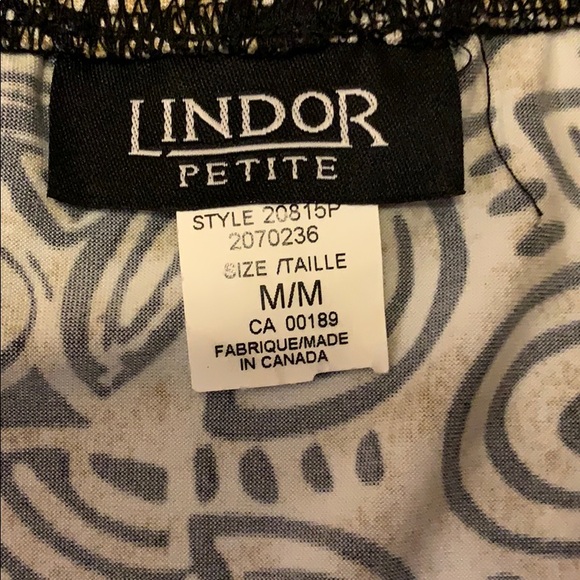 LINDOR
PETITE
STYLE 20815P
2070236
SIZE /TAILLE
M/M
CA 00189
FABRIQUE/MADE
IN CANADA